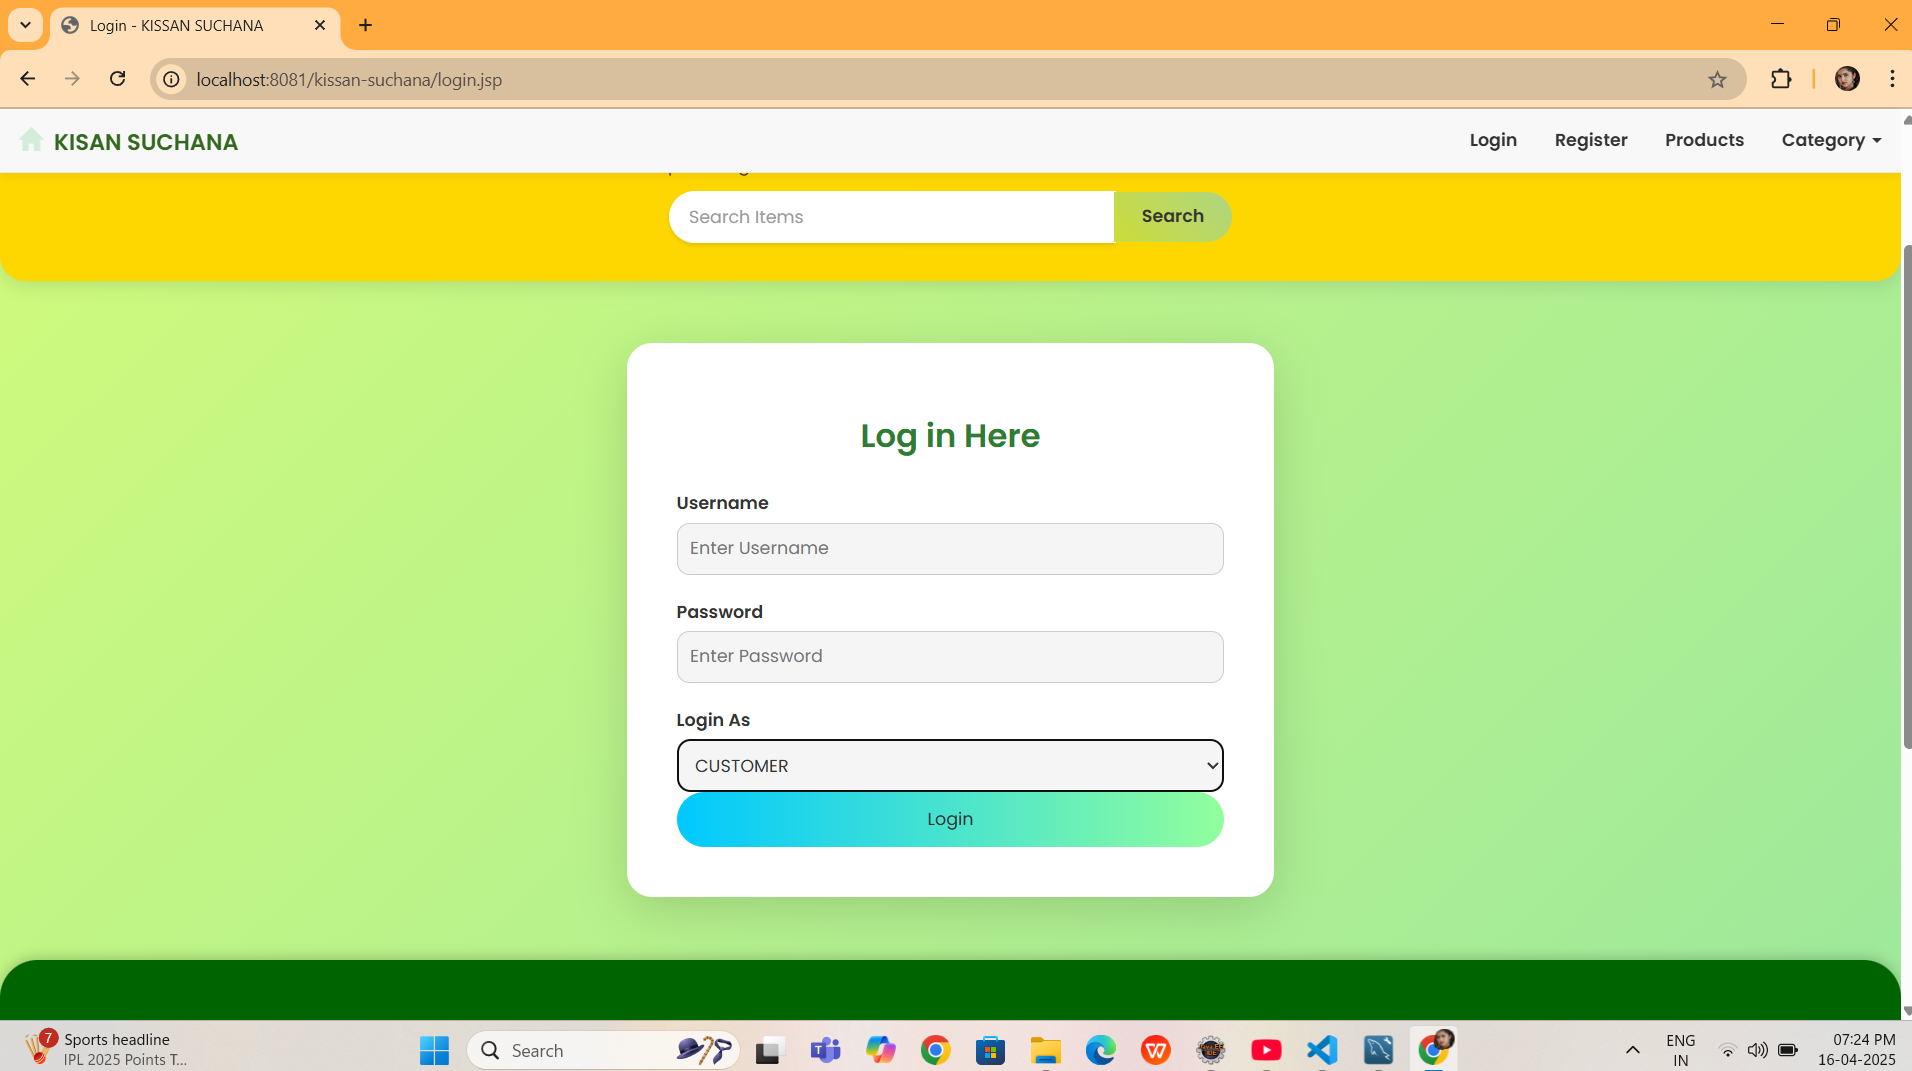 Login - KISSAN SUCHANA
localhost:8081/kissan-suchana/login.jsp
KISAN SUCHANA
Login Register Products Category
Search Items Search
Log in Here
Username
Enter Username
Password
Enter Password
Login As
CUSTOMER
Login
7 Sports headline
IPL 2025 Points T...
Search
ENG
IN
07:24 PM
16-04-2025